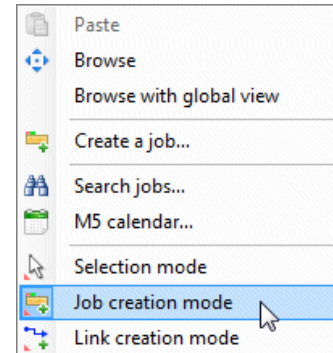 Paste
Browse
Browse with global view
Create a job...
Search jobs...
M5 calendar...
Selection mode
Job creation mode
Link creation mode